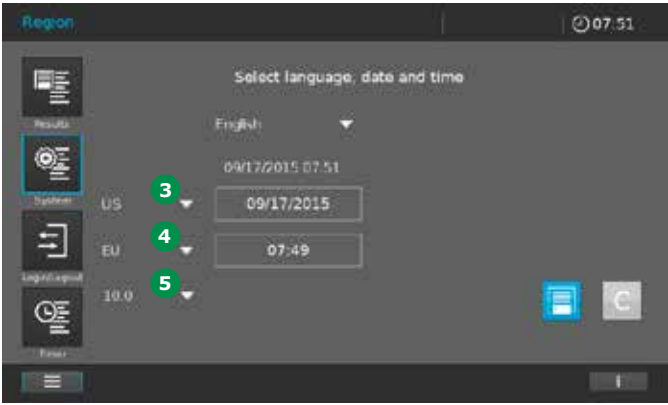 Region
07:51
Select language, date and time
Results
English
System
09/17/2015 07:51
3
US
09/17/2015
4
EU
07:49
Login/Logout
5
10.0
C
Timer
i